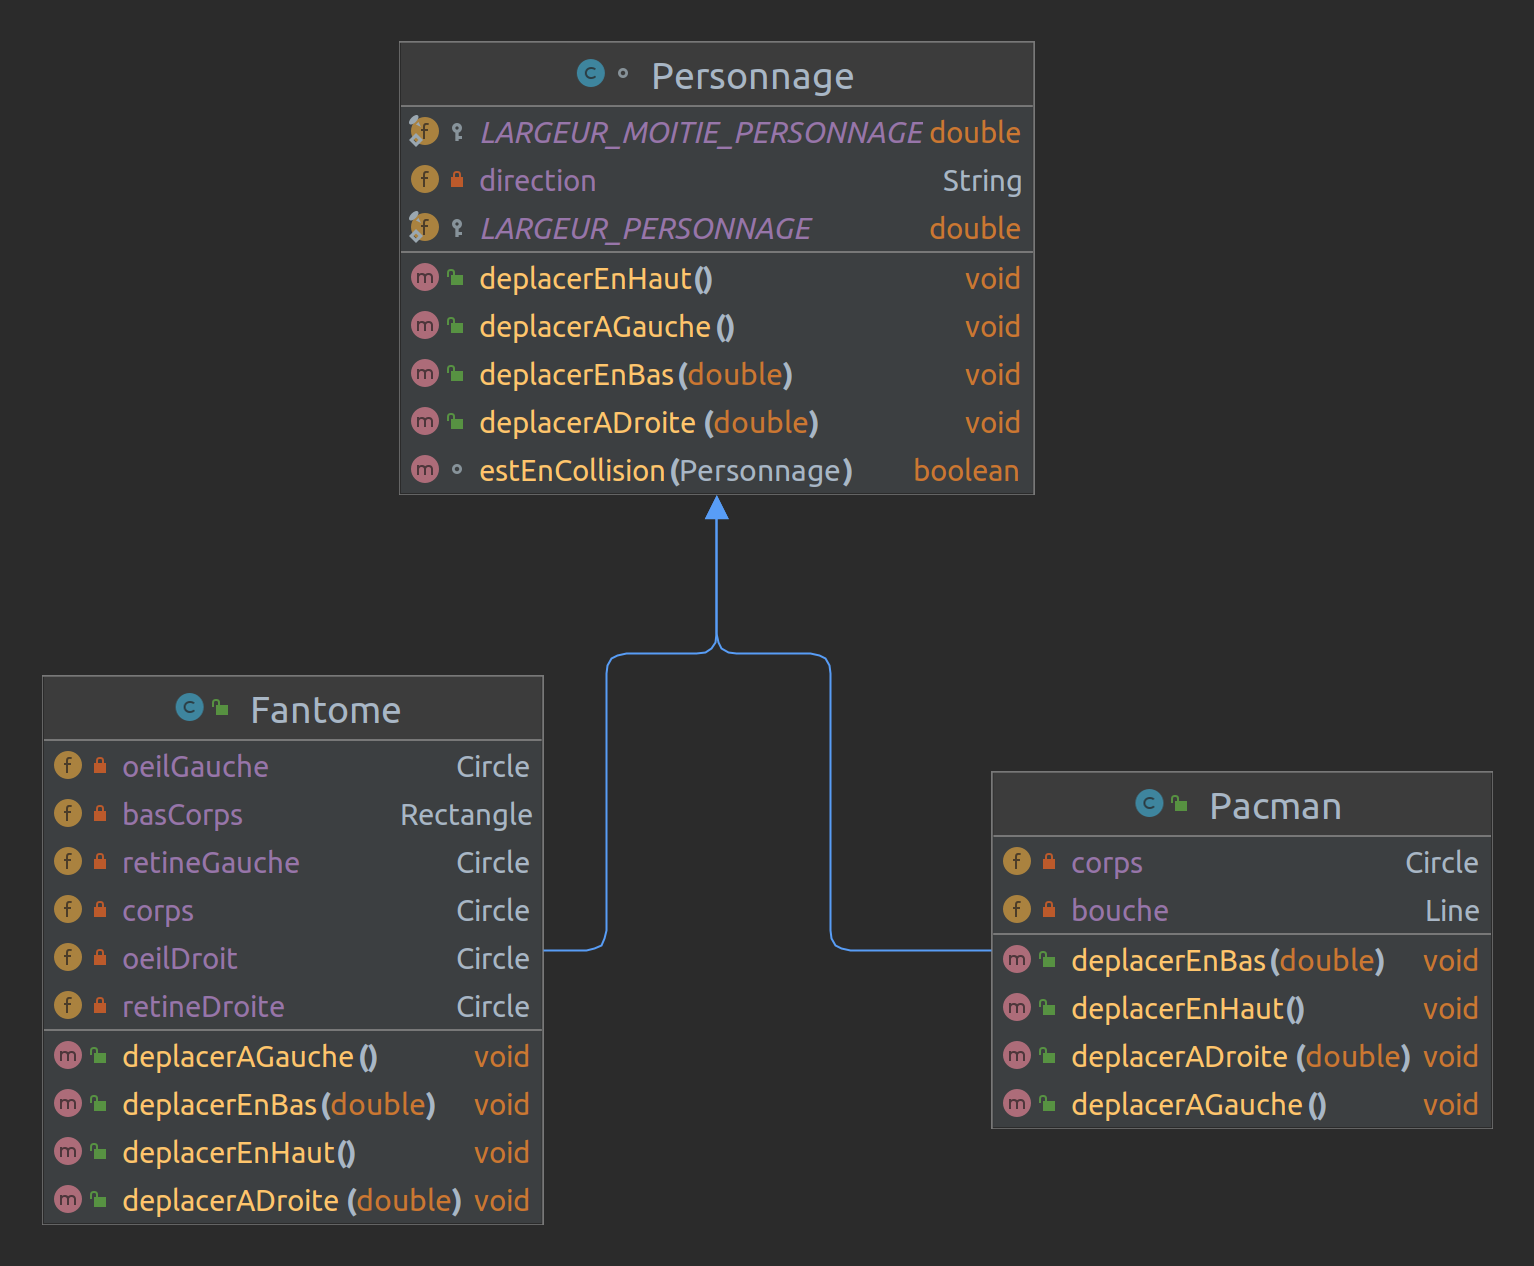 Personnage
LARGEUR_MOITIE_PERSONNAGE double
direction String
LARGEUR_PERSONNAGE double
deplacerEnHaut() void
deplacerAGauche() void
deplacerEnBas(double) void
deplacerADroite(double) void
estEnCollision(Personnage) boolean
Fantome
oeilGauche Circle
basCorps Rectangle
retineGauche Circle
corps Circle
oeilDroit Circle
retineDroite Circle
deplacerAGauche() void
deplacerEnBas(double) void
deplacerEnHaut() void
deplacerADroite(double) void
Pacman
corps Circle
bouche Line
deplacerEnBas(double) void
deplacerEnHaut() void
deplacerADroite(double) void
deplacerAGauche() void